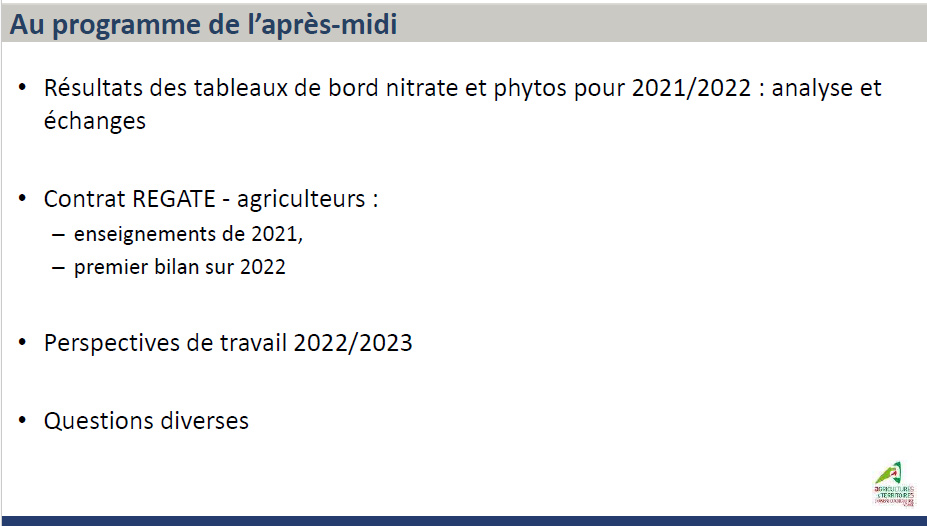 Au programme de l’après-midi
• Résultats des tableaux de bord nitrate et phytos pour 2021/2022 : analyse et
échanges
• Contrat REGATE - agriculteurs :
– enseignements de 2021,
– premier bilan sur 2022
• Perspectives de travail 2022/2023
• Questions diverses
AGRICULTURES
& TERRITOIRES